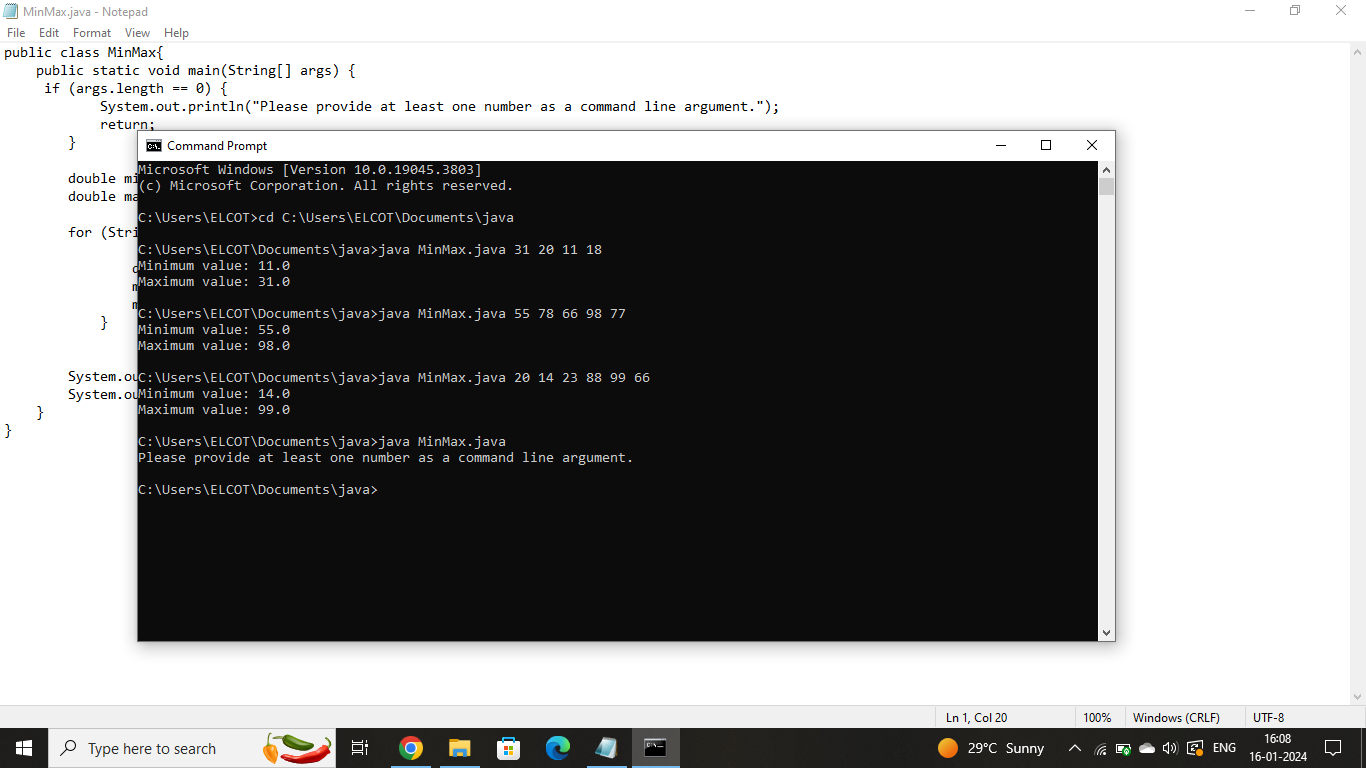 MinMax.java - Notepad
File Edit Format View Help
public class MinMax{
    public static void main(String[] args) {
     if (args.length == 0) {
            System.out.println("Please provide at least one number as a command line argument.");
            return;
        }
        double mi
        double ma
        for (Stri
                d
                m
                m
            }
        System.ou
        System.ou
    }
}
Command Prompt
Microsoft Windows [Version 10.0.19045.3803]
(c) Microsoft Corporation. All rights reserved.
C:\Users\ELCOT>cd C:\Users\ELCOT\Documents\java
C:\Users\ELCOT\Documents\java>java MinMax.java 31 20 11 18
Minimum value: 11.0
Maximum value: 31.0
C:\Users\ELCOT\Documents\java>java MinMax.java 55 78 66 98 77
Minimum value: 55.0
Maximum value: 98.0
C:\Users\ELCOT\Documents\java>java MinMax.java 20 14 23 88 99 66
Minimum value: 14.0
Maximum value: 99.0
C:\Users\ELCOT\Documents\java>java MinMax.java
Please provide at least one number as a command line argument.
C:\Users\ELCOT\Documents\java>
Ln 1, Col 20 100% Windows (CRLF) UTF-8
Type here to search 29°C Sunny ENG 16:08
16-01-2024